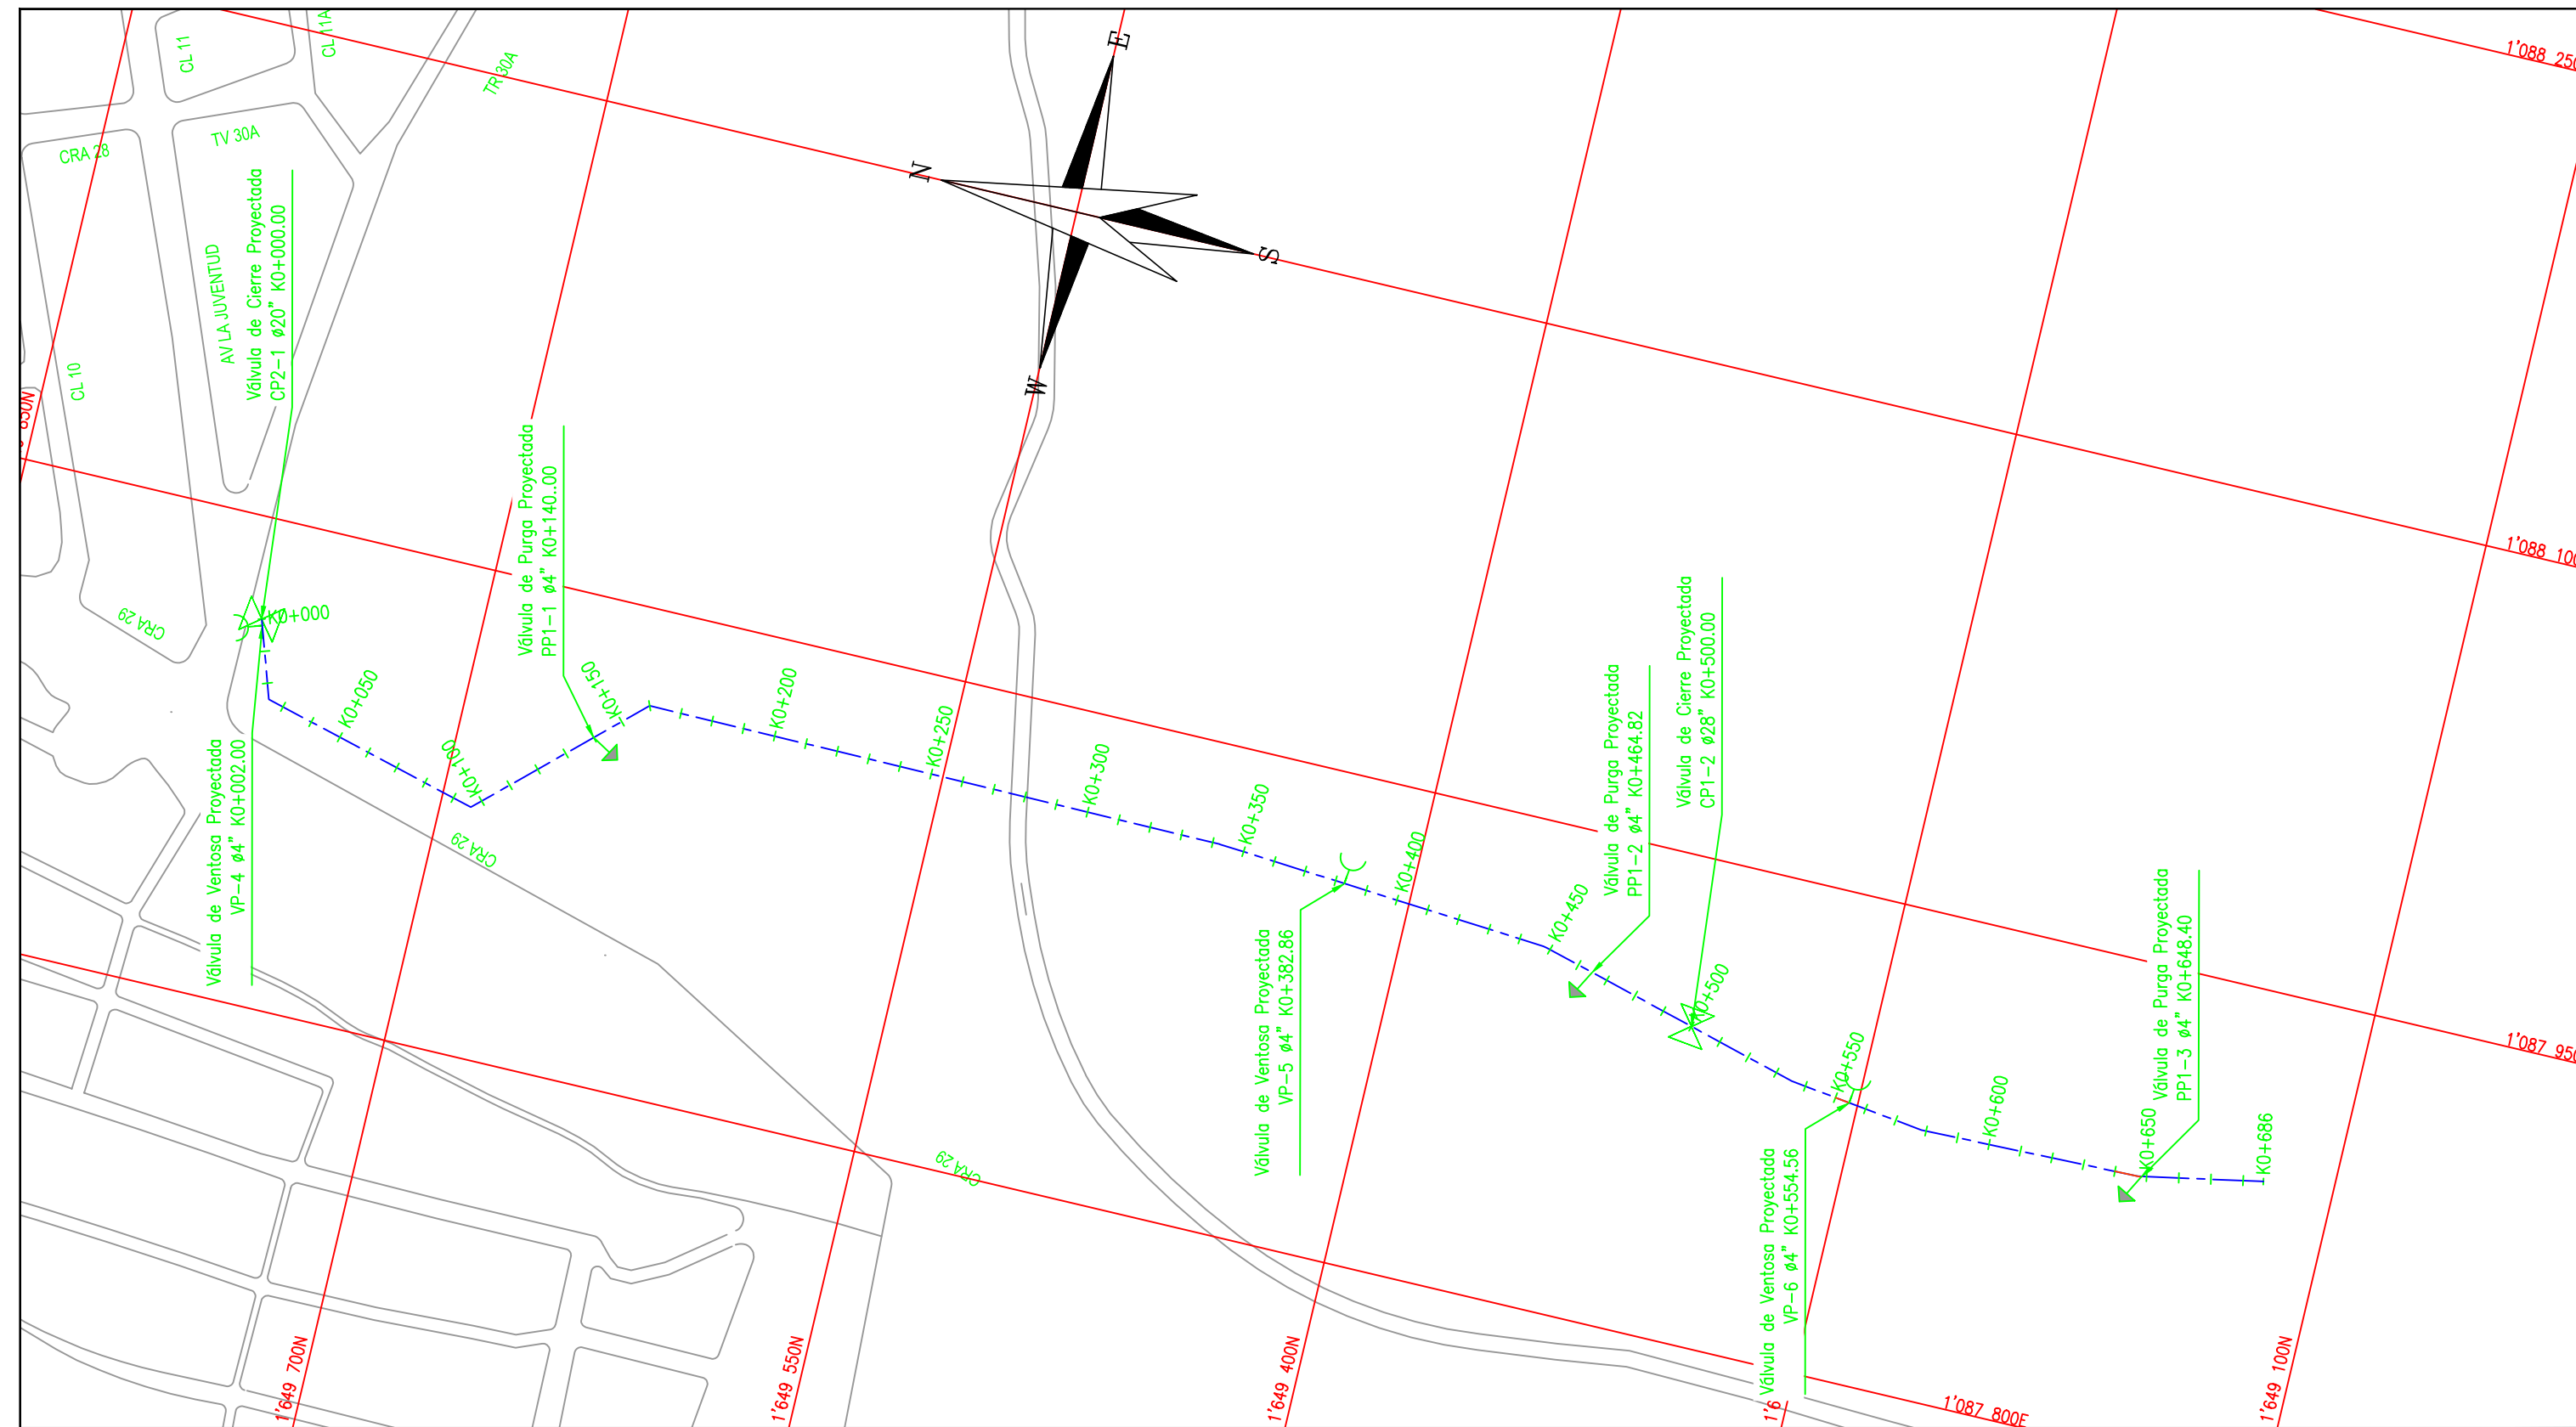 CL 11
CL 11A
TR 30A
CRA 28
TV 30A
AV LA JUVENTUD
CL 10
Válvula de Cierre Proyectada
CP2-1 ø20" K0+000.00
E
N
S
W
1'088 250
1'088 100
1'087 950
1'087 800E
CRA 29
K0+000
K0+050
K0+100
K0+150
K0+200
K0+250
K0+300
K0+350
K0+400
K0+450
K0+500
K0+550
K0+600
K0+650
K0+686
Válvula de Purga Proyectada
PP1-1 ø4" K0+140..00
Válvula de Ventosa Proyectada
VP-4 ø4" K0+002.00
CRA 29
CRA 29
Válvula de Ventosa Proyectada
VP-5 ø4" K0+382.86
Válvula de Purga Proyectada
PP1-2 ø4" K0+464.82
Válvula de Cierre Proyectada
CP1-2 ø28" K0+500.00
Válvula de Ventosa Proyectada
VP-6 ø4" K0+554.56
Válvula de Purga Proyectada
PP1-3 ø4" K0+648.40
850N
1'649 700N
1'649 550N
1'649 400N
1'6
1'649 100N